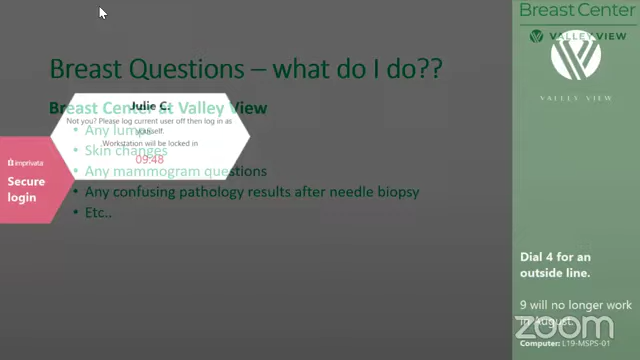 Breast Center
VALLEYVIEW
Breast Questions – what do I do??
VALLEY VIEW
Breast Center at Valley View
Julie C.
Not you? Please log current user off then log in as
yourself.
Workstation will be locked in
09:48
imprivata
Secure
login
• Any lumps
• Skin changes
• Any mammogram questions
• Any confusing pathology results after needle biopsy
• Etc..
Dial 4 for an
outside line.
9 will no longer work
in August.
zoom
Computer: L19-MSPS-01